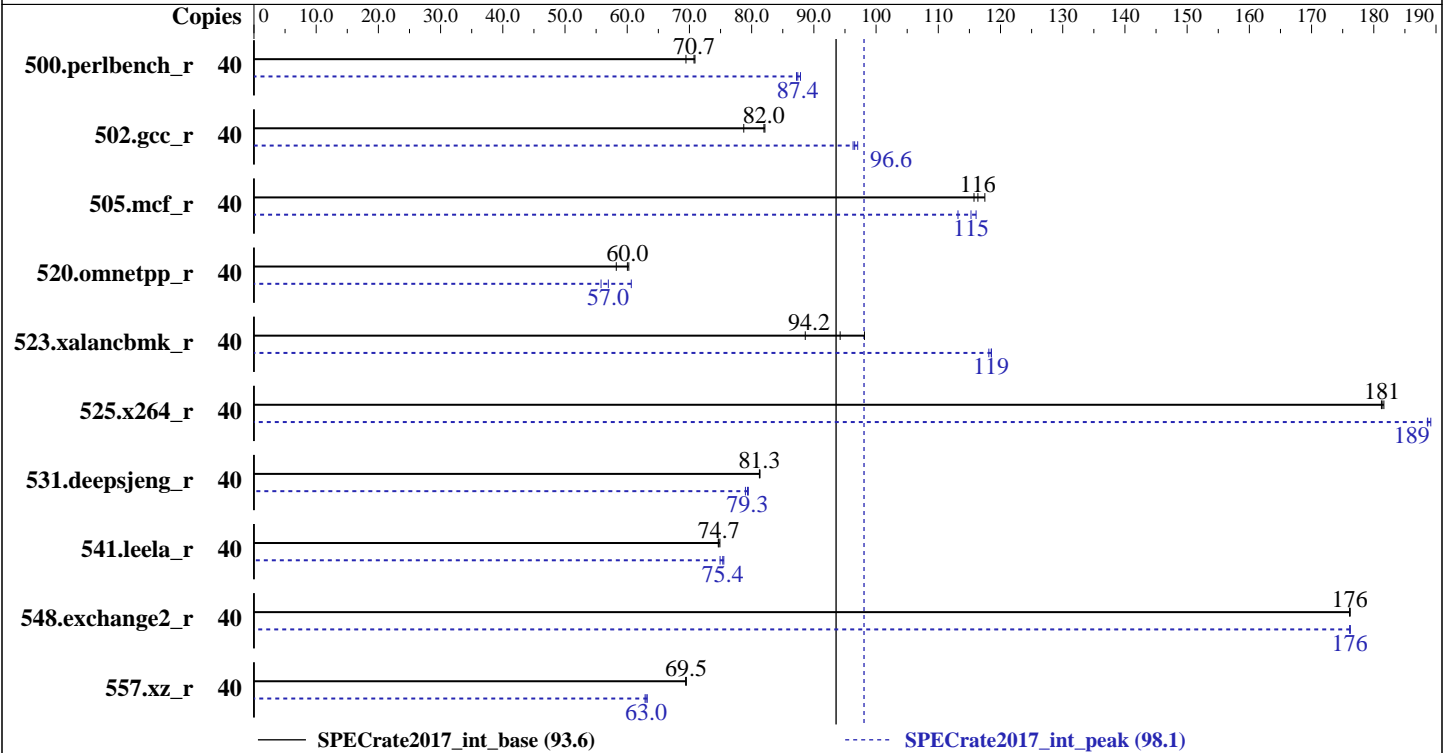 Copies 0 10.0 20.0 30.0 40.0 50.0 60.0 70.0 80.0 90.0 100 110 120 130 140 150 160 170 180 190
70.7
500.perlbench_r 40
87.4
82.0
502.gcc_r 40
96.6
116
505.mcf_r 40
115
60.0
520.omnetpp_r 40
57.0
94.2
523.xalancbmk_r 40
119
181
525.x264_r 40
189
81.3
531.deepsjeng_r 40
79.3
74.7
541.leela_r 40
75.4
176
548.exchange2_r 40
176
69.5
557.xz_r 40
63.0
SPECrate2017_int_base (93.6) SPECrate2017_int_peak (98.1)